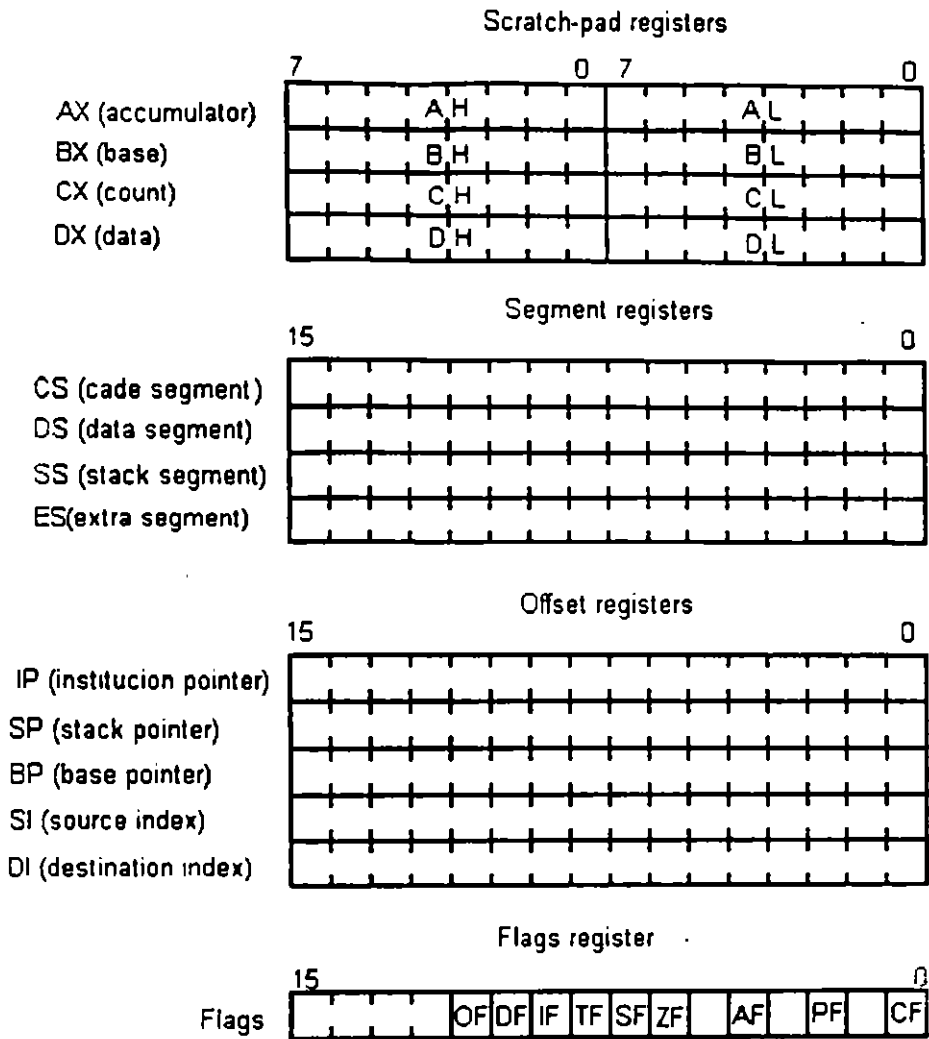 Scratch-pad registers
7 0 7 0
AX (accumulator) AH AL
BX (base) BH BL
CX (count) CH CL
DX (data) DH DL
Segment registers
15 0
CS (cade segment)
DS (data segment)
SS (stack segment)
ES(extra segment)
Offset registers
15 0
IP (institucion pointer)
SP (stack pointer)
BP (base pointer)
SI (source index)
DI (destination index)
Flags register
15 0
Flags OF DF IF TF SF ZF AF PF CF